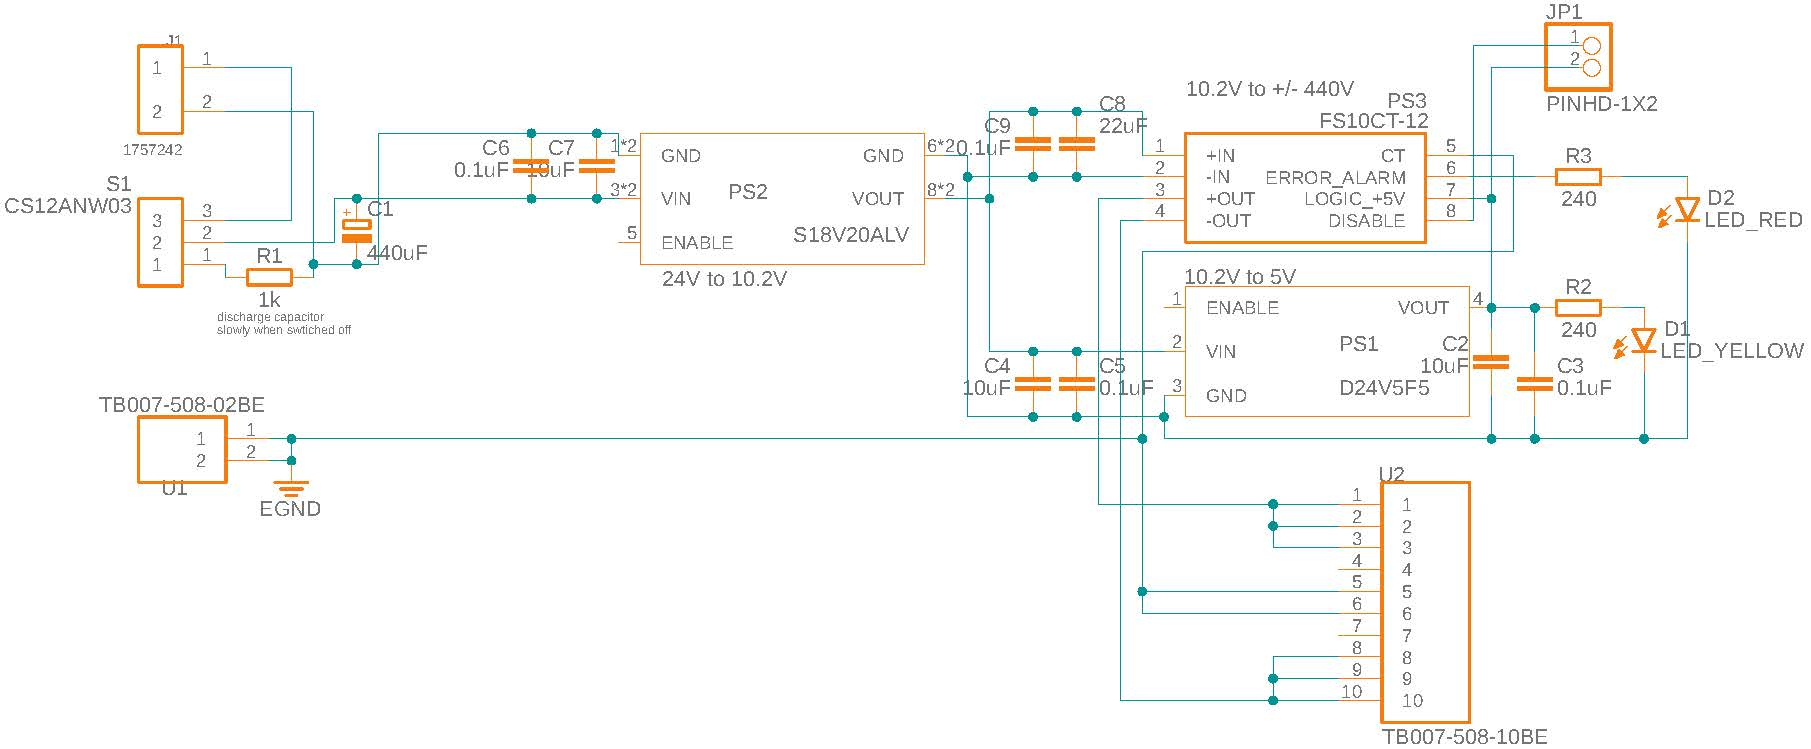 J1
1
1
2
2
1757242
S1
CS12ANW03
3
3
2
2
1
1
R1
1k
discharge capacitor
slowly when swtiched off
+
C1
440uF
C6
0.1uF
C7
10uF
1*2
GND
3*2
VIN
5
ENABLE
PS2
S18V20ALV
GND
6*2
VOUT
8*2
24V to 10.2V
C9
0.1uF
C8
22uF
10.2V to +/- 440V
PS3
FS10CT-12
1
+IN
2
-IN
3
+OUT
4
-OUT
CT
5
ERROR_ALARM
6
LOGIC_+5V
7
DISABLE
8
JP1
1
2
PINHD-1X2
R3
240
D2
LED_RED
10.2V to 5V
1
ENABLE
2
VIN
3
GND
VOUT
4
PS1
D24V5F5
C4
10uF
C5
0.1uF
C2
10uF
C3
0.1uF
R2
240
D1
LED_YELLOW
TB007-508-02BE
1
1
2
2
U1
EGND
U2
1
1
2
2
3
3
4
4
5
5
6
6
7
7
8
8
9
9
10
10
TB007-508-10BE